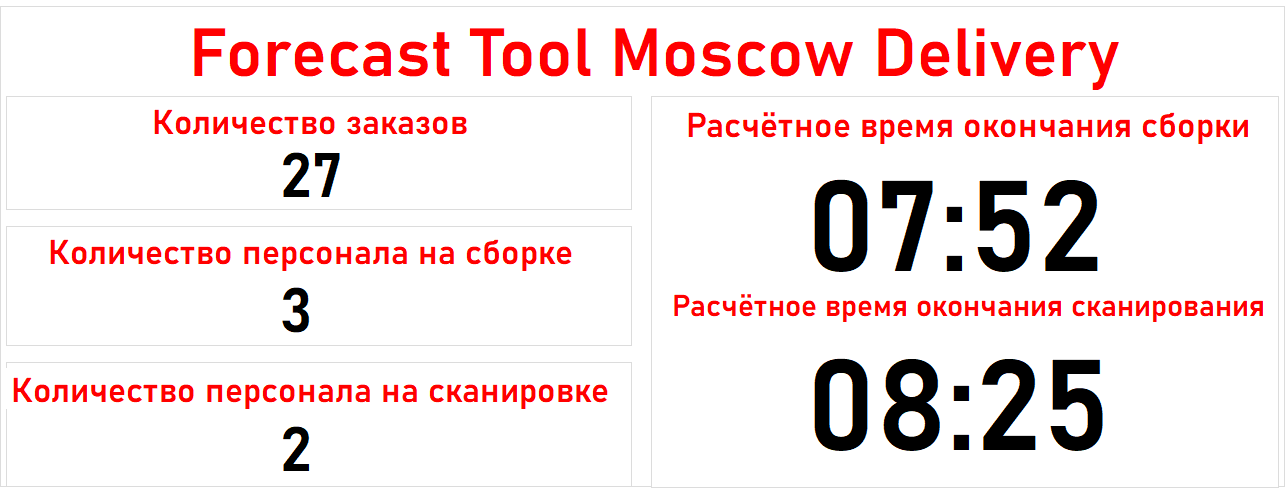 Forecast Tool Moscow Delivery
Количество заказов
27
Количество персонала на сборке
3
Количество персонала на сканировке
2
Расчётное время окончания сборки
07:52
Расчётное время окончания сканирования
08:25